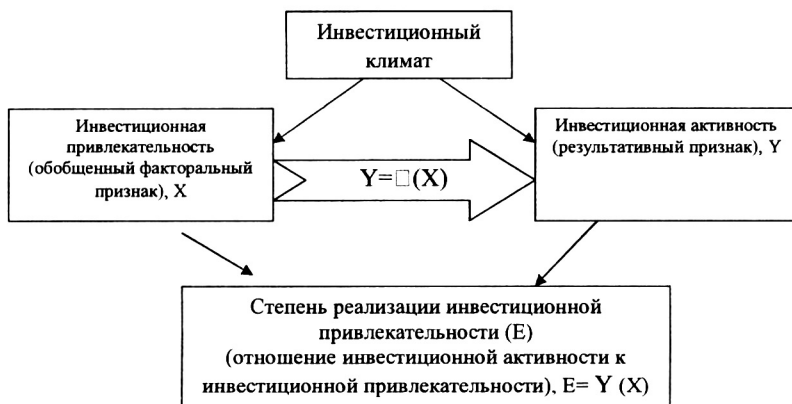 Инвестиционный
климат
Инвестиционная
привлекательность
(обобщенный факторальный
признак), X
Y=□(X)
Инвестиционная активность
(результативный признак), Y
Степень реализации инвестиционной
привлекательности (E)
(отношение инвестиционной активности к
инвестиционной привлекательности), E= Y (X)